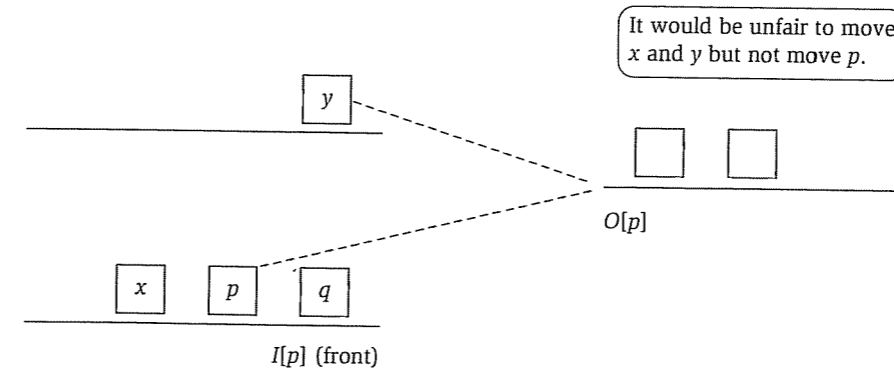 It would be unfair to move
x and y but not move p.
y
O[p]
x p q
I[p] (front)